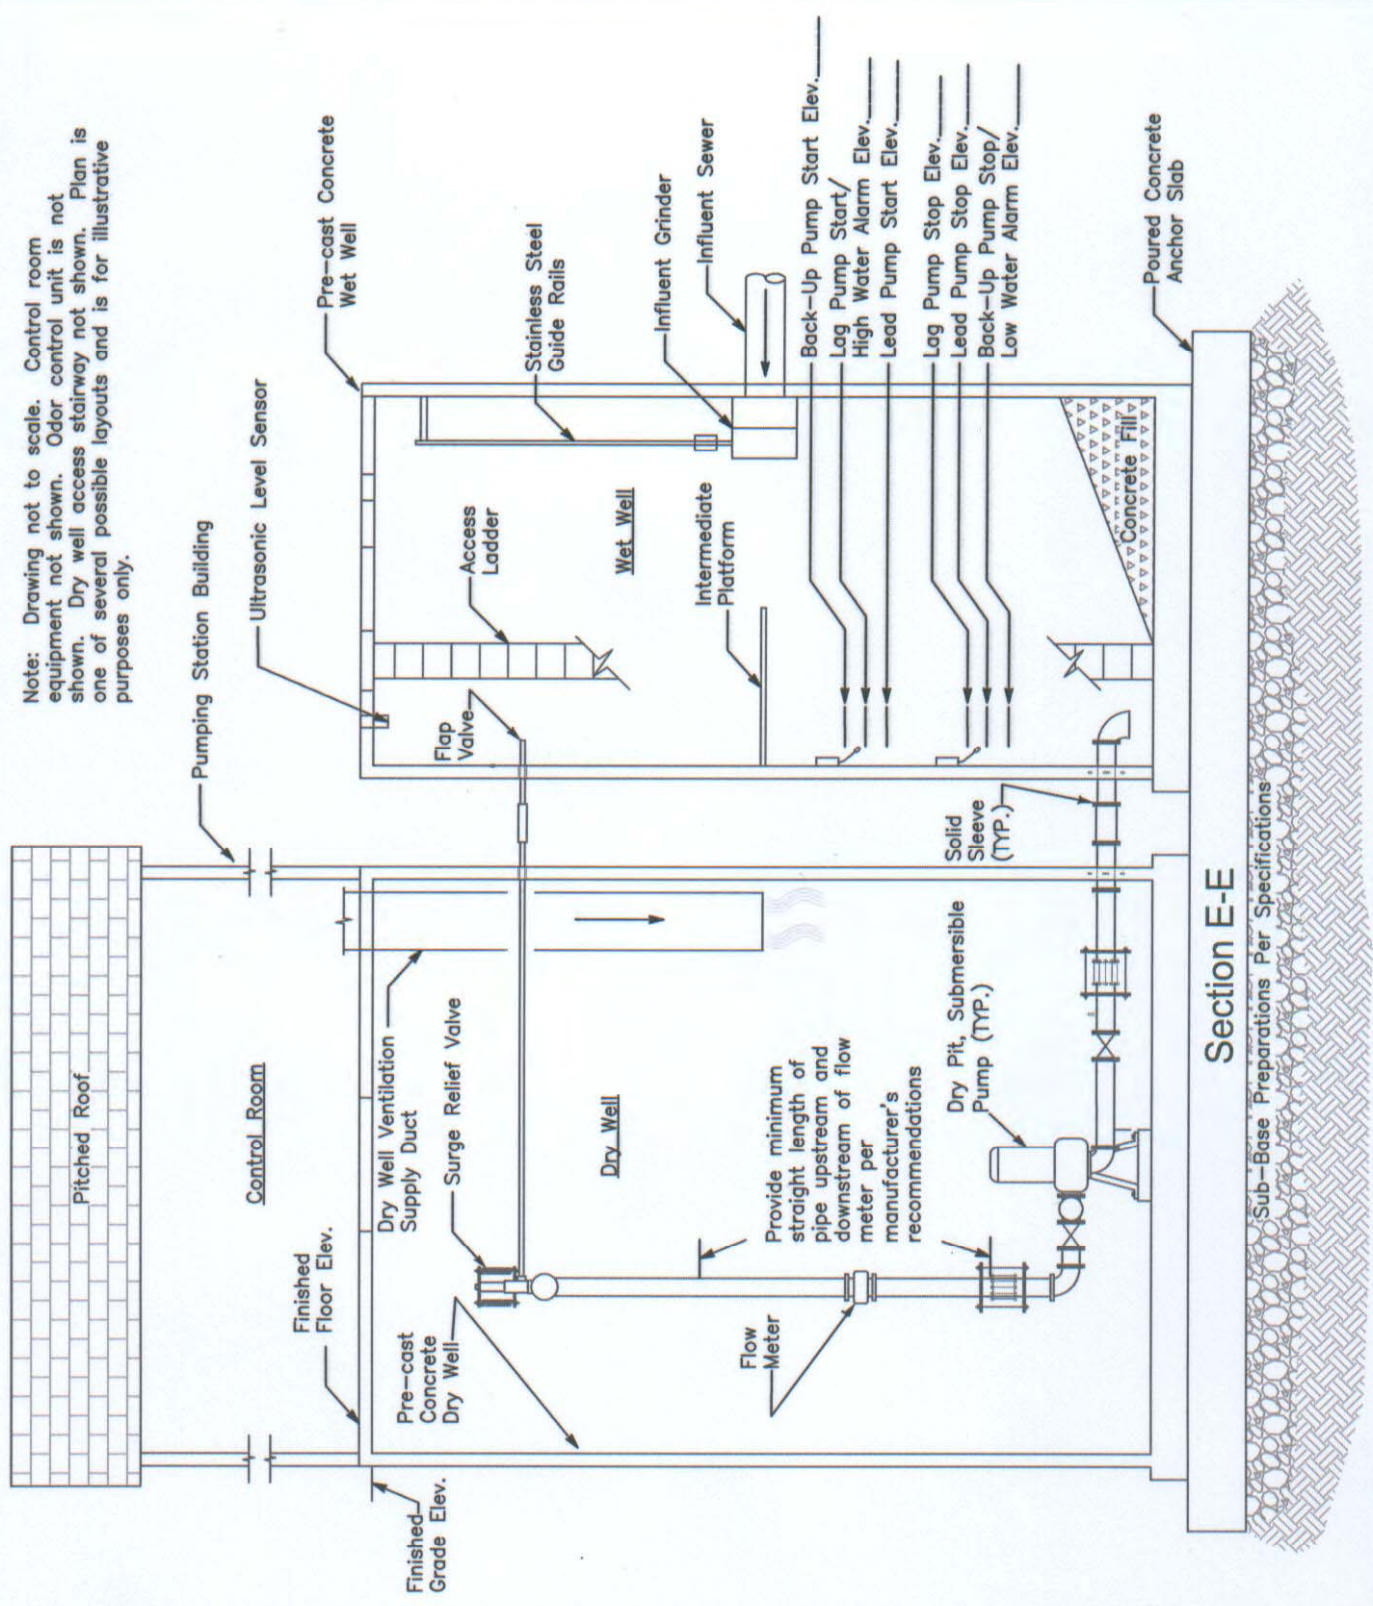 Note: Drawing not to scale. Control room
equipment not shown. Odor control unit is not
shown. Dry well access stairway not shown. Plan is
one of several possible layouts and is for illustrative
purposes only.
Pitched Roof
Pumping Station Building
Control Room
Ultrasonic Level Sensor
Pre-cast Concrete
Wet Well
Finished
Floor Elev.
Finished
Grade Elev.
Dry Well Ventilation
Supply Duct
Surge Relief Valve
Pre-cast
Concrete
Dry Well
Flap
Valve
Access
Ladder
Stainless Steel
Guide Rails
Dry Well
Wet Well
Influent Grinder
Influent Sewer
Intermediate
Platform
Provide minimum
straight length of
pipe upstream and
downstream of flow
meter per
manufacturer's
recommendations
Flow
Meter
Back-Up Pump Start Elev.
Lag Pump Start/
High Water Alarm Elev.
Lead Pump Start Elev.
Lag Pump Stop Elev.
Lead Pump Stop Elev.
Back-Up Pump Stop/
Low Water Alarm Elev.
Dry Pit, Submersible
Pump (TYP.)
Solid
Sleeve
(TYP.)
Concrete Fill
Poured Concrete
Anchor Slab
Section E-E
Sub-Base Preparations Per Specifications